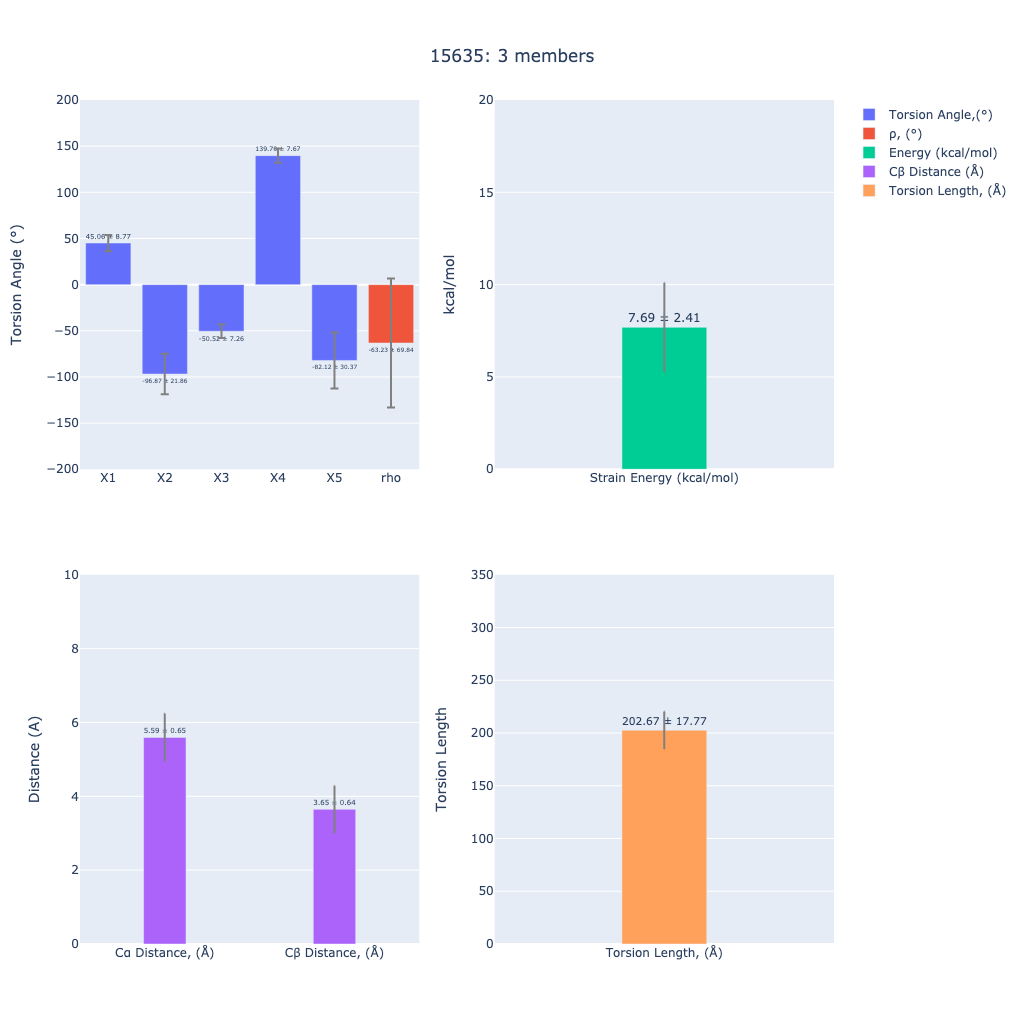 15635: 3 members
Torsion Angle (°)
200
150
100
50
0
−50
−100
−150
−200
45.06 ± 8.77
-96.87 ± 21.86
-50.52 ± 7.26
± 7.67
-82.12 ± 30.37
-63.23 ± 69.84
X1 X2 X3 X4 X5 rho
kcal/mol
20
15
10
5
0
7.69 ± 2.41
Strain Energy (kcal/mol)
Torsion Angle,(°)
ρ, (°)
Energy (kcal/mol)
Cβ Distance (Å)
Torsion Length, (Å)
Distance (A)
10
8
6
4
2
0
5.59 ± 0.65
3.65 ± 0.64
Cα Distance, (Å) Cβ Distance, (Å)
Torsion Length
350
300
250
200
150
100
50
0
202.67 ± 17.77
Torsion Length, (Å)